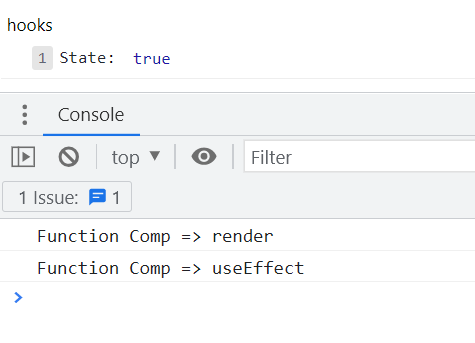 hooks
1 State: true
Console
top ▼ Filter
1 Issue: 1
Function Comp => render
Function Comp => useEffect
>